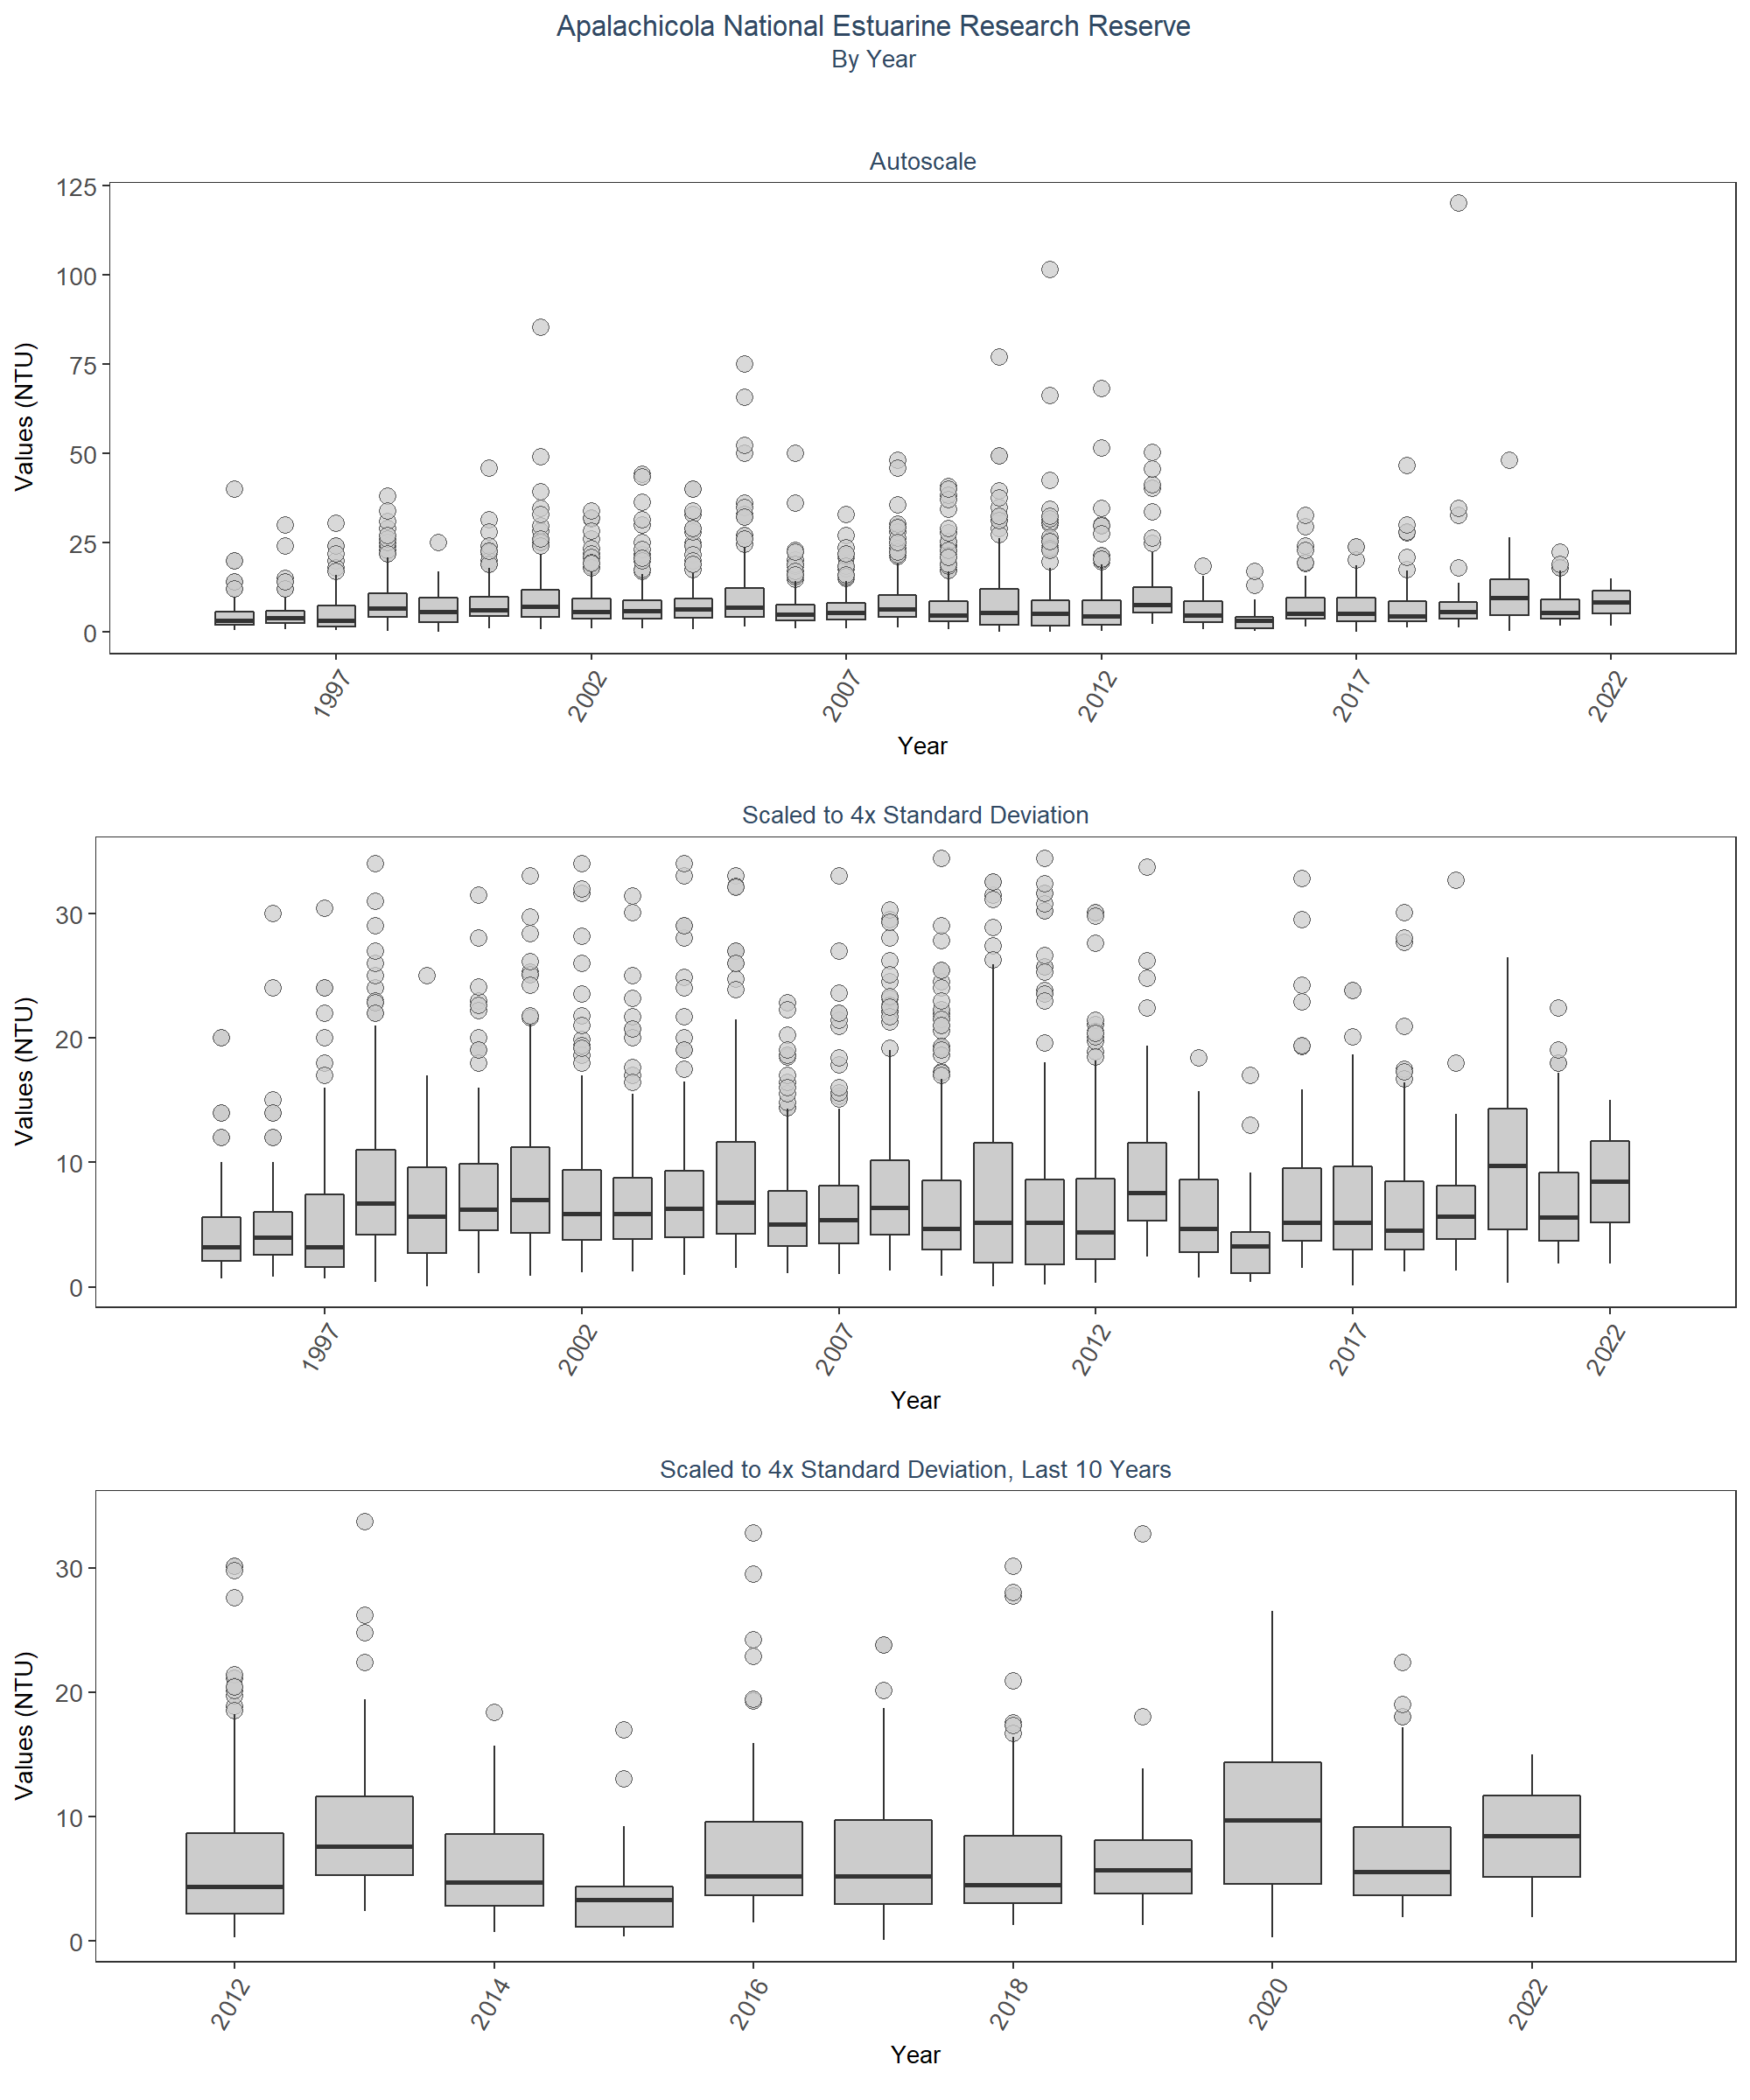 Apalachicola National Estuarine Research Reserve
By Year
Autoscale
Values (NTU)
125
100
75
50
25
0
1997
2002
2007
2012
2017
2022
Year
Scaled to 4x Standard Deviation
Values (NTU)
30
20
10
0
1997
2002
2007
2012
2017
2022
Year
Scaled to 4x Standard Deviation, Last 10 Years
Values (NTU)
30
20
10
0
2012
2014
2016
2018
2020
2022
Year